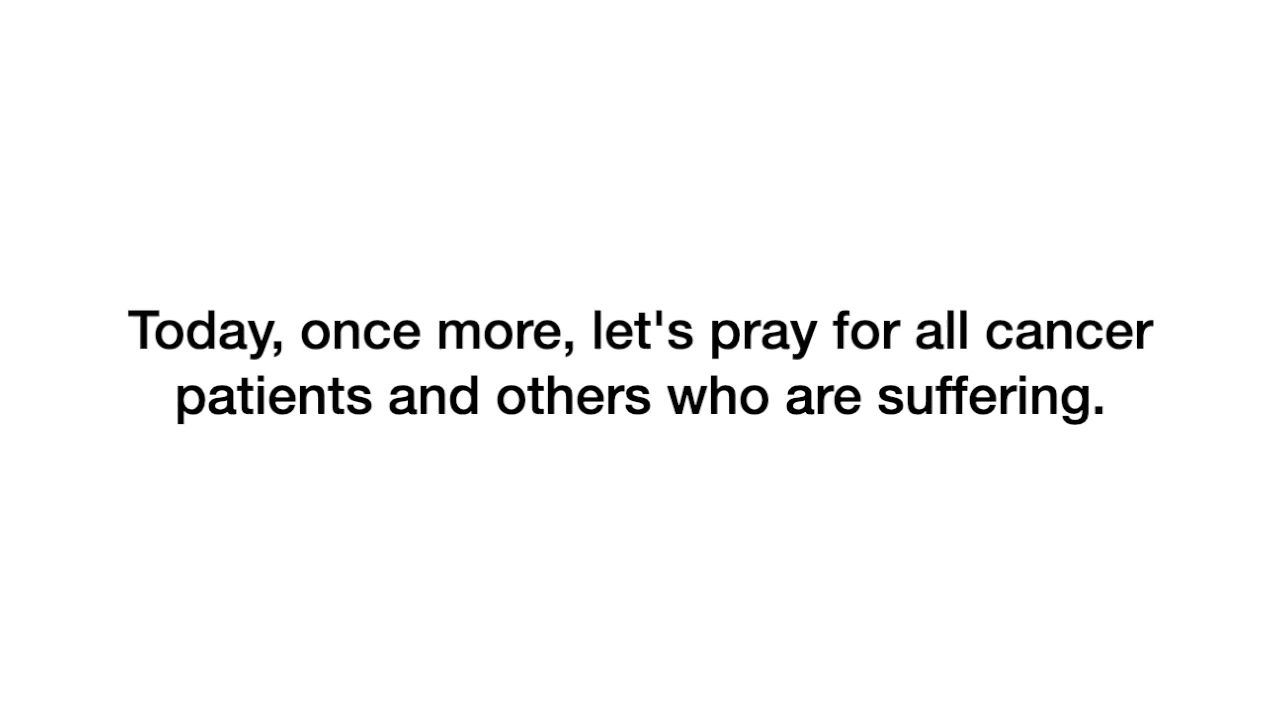 Today, once more, let's pray for all cancer
patients and others who are suffering.